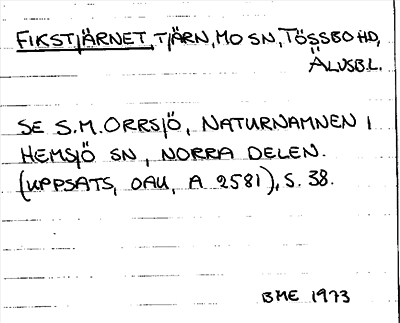 FIKSTJÄRNET, TJÄRN, MO SN, TÖSSBO HD,
ÄLVSB.L.
SE S.M. ORRSJÖ, NATURNAMNEN I
HEMSJÖ SN, NORRA DELEN.
(UPPSATS, OAU, A 2581), S. 38.
BME 1973